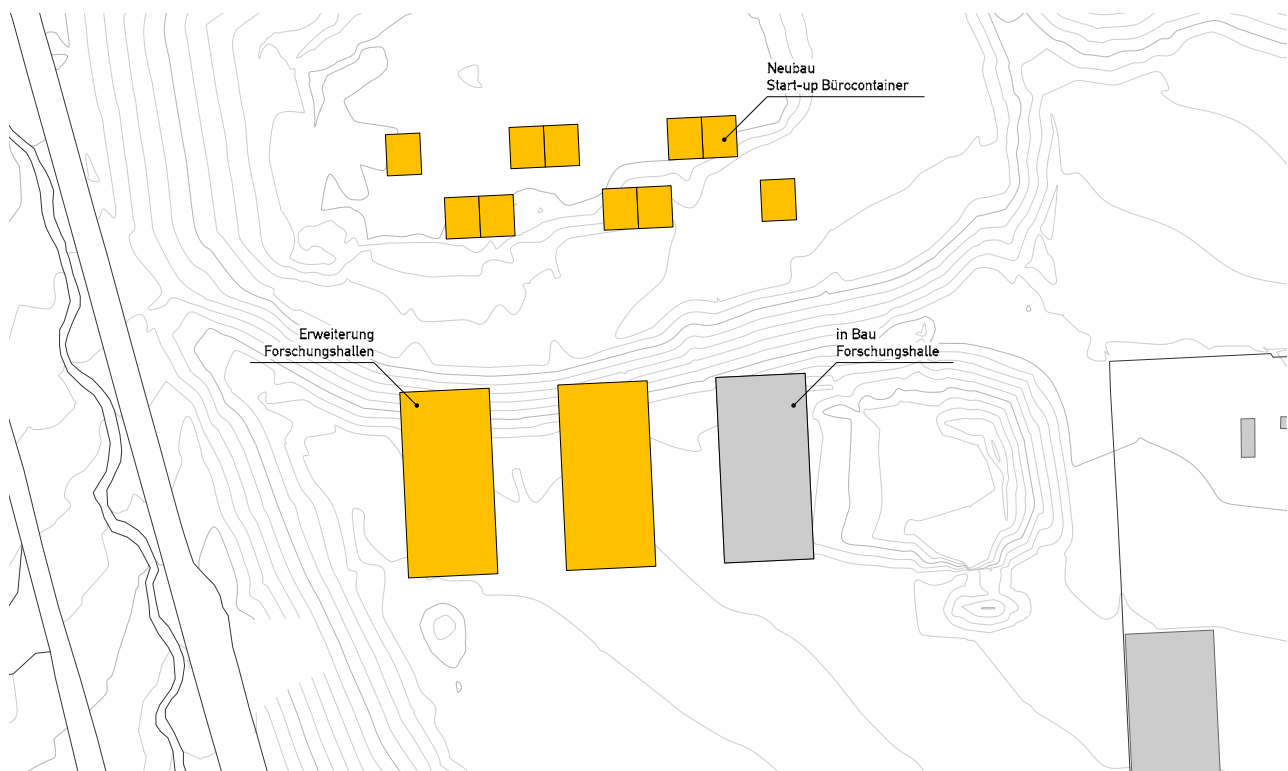 Neubau
Start-up Bürocontainer
Erweiterung
Forschungshallen
in Bau
Forschungshalle